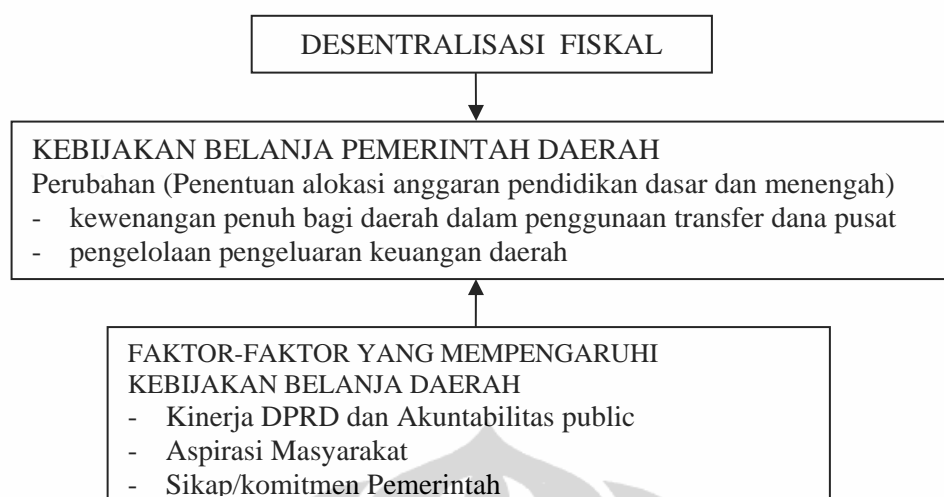 DESENTRALISASI FISKAL
KEBIJAKAN BELANJA PEMERINTAH DAERAH
Perubahan (Penentuan alokasi anggaran pendidikan dasar dan menengah)
- kewenangan penuh bagi daerah dalam penggunaan transfer dana pusat
- pengelolaan pengeluaran keuangan daerah
FAKTOR-FAKTOR YANG MEMPENGARUHI
KEBIJAKAN BELANJA DAERAH
- Kinerja DPRD dan Akuntabilitas public
- Aspirasi Masyarakat
- Sikap/komitmen Pemerintah